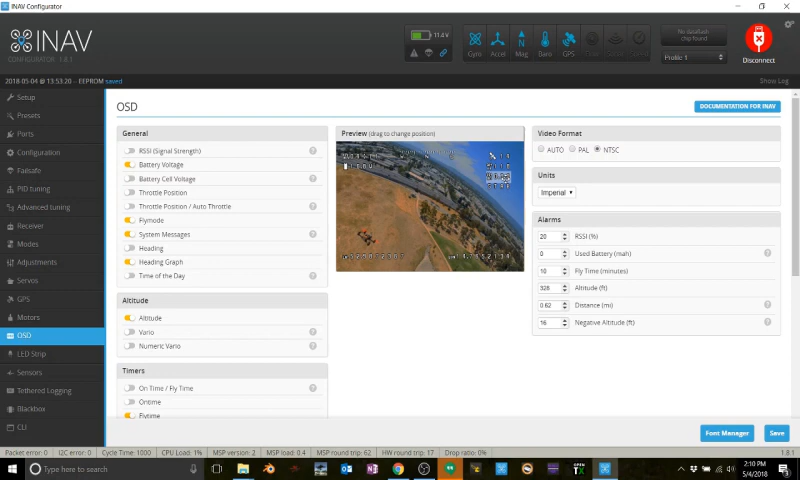 INAV Configurator
INAV
CONFIGURATOR 1.8.1
11.4 V
Gyro
Accel
Mag
Baro
GPS
No dataflash
chip found
Profile 1
Disconnect
2018-05-04 @ 13:53:20 - EEPROM saved
Show Log
Setup
Presets
Ports
Configuration
Failsafe
PID tuning
Advanced tuning
Receiver
Modes
Adjustments
Servos
GPS
Motors
OSD
LED Strip
Sensors
Tethered Logging
Blackbox
CLI
OSD
DOCUMENTATION FOR INAV
General
RSSI (Signal Strength)
Battery Voltage
Battery Cell Voltage
Throttle Position
Throttle Position / Auto Throttle
Flymode
System Messages
Heading
Heading Graph
Time of the Day
Altitude
Altitude
Vario
Numeric Vario
Timers
On Time / Fly Time
Ontime
Flytime
Preview (drag to change position)
Video Format
AUTO
PAL
NTSC
Units
Imperial
Alarms
20 RSSI (%)
0 Used Battery (mah)
10 Fly Time (minutes)
328 Altitude (ft)
0.62 Distance (mi)
16 Negative Altitude (ft)
Font Manager
Save
Packet error: 0
I2C error: 0
Cycle Time: 1000
CPU Load: 1%
MSP version: 2
MSP load: 0.4
MSP round trip: 62
HW round trip: 17
Drop ratio: 0%
1.8.1
Type here to search
2:10 PM
5/4/2018